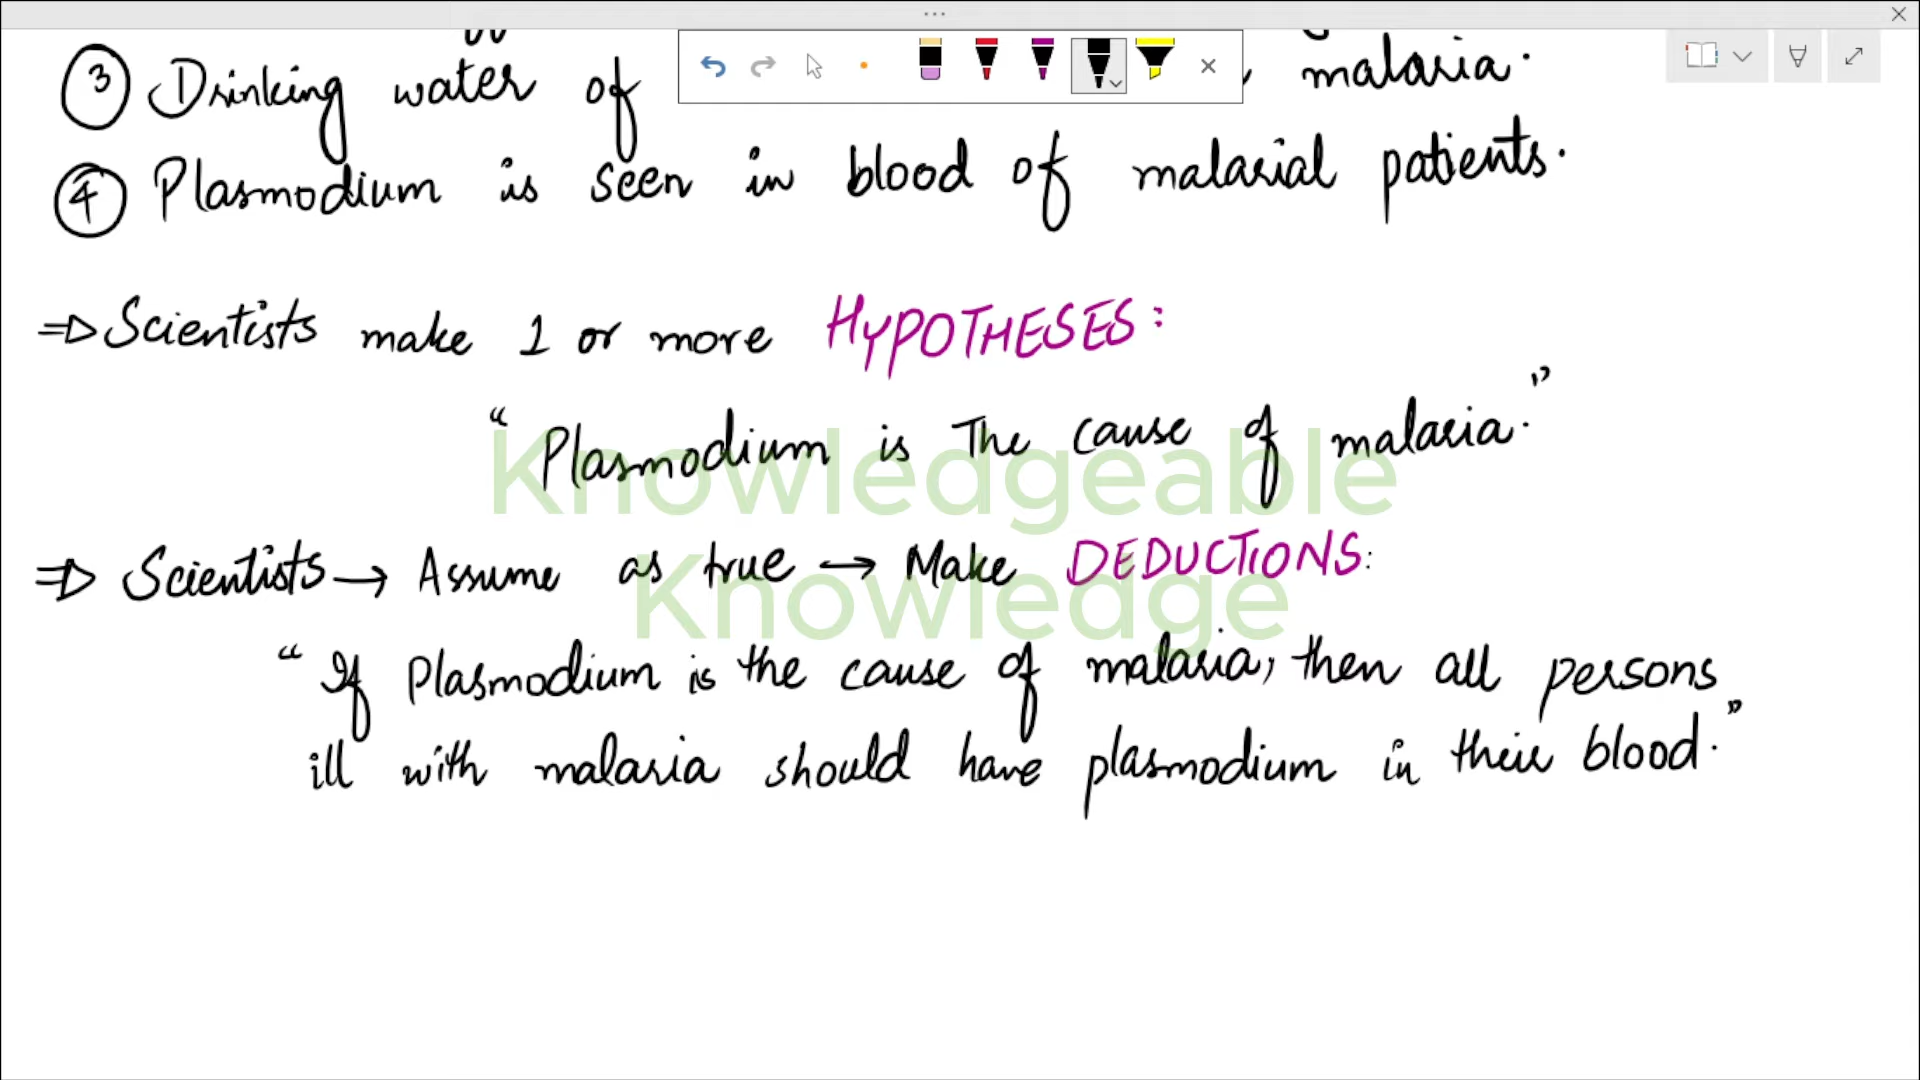 ③ Drinking water of malaria.
④ Plasmodium is seen in blood of malarial patients.
⇒ Scientists make 1 or more HYPOTHESES:
“Plasmodium is the cause of malaria.”
Knowledgeable
⇒ Scientists → Assume as true → Make DEDUCTIONS:
Knowledge
“If plasmodium is the cause of malaria, then all persons
ill with malaria should have plasmodium in their blood.”